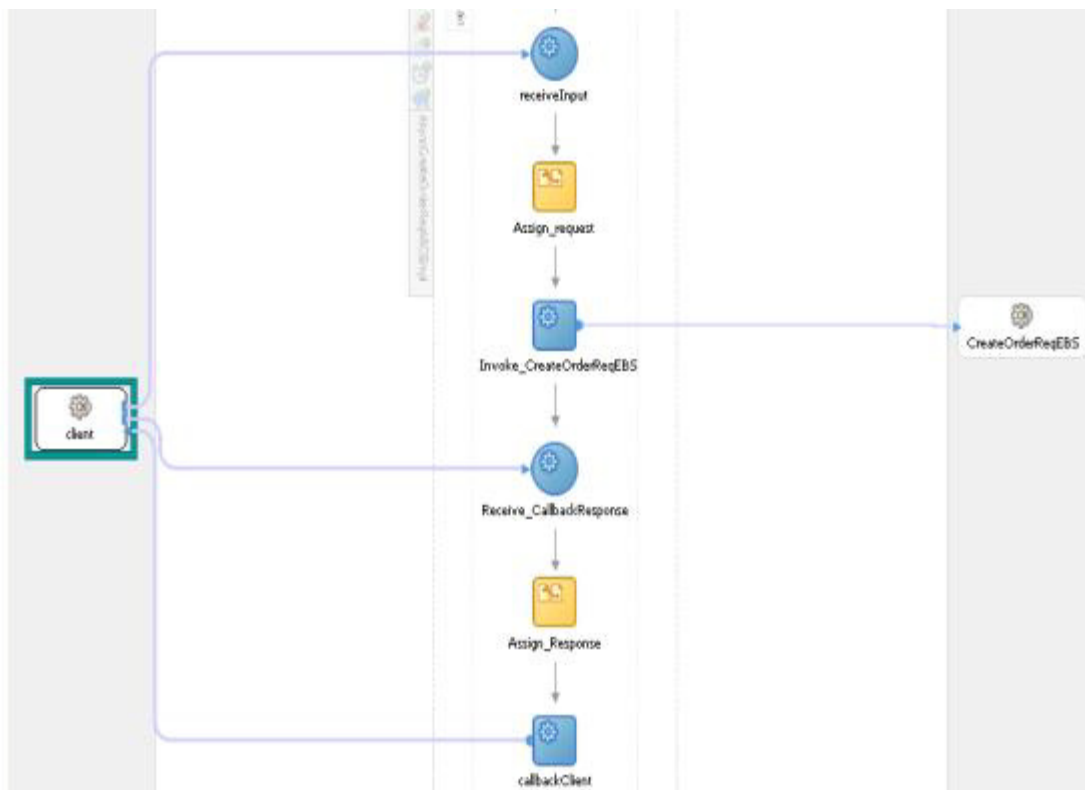 receiveInput
Assign_request
Invoke_CreateOrderReqEBS
CreateOrderReqEBS
client
Receive_CallbackResponse
Assign_Response
callbackClient